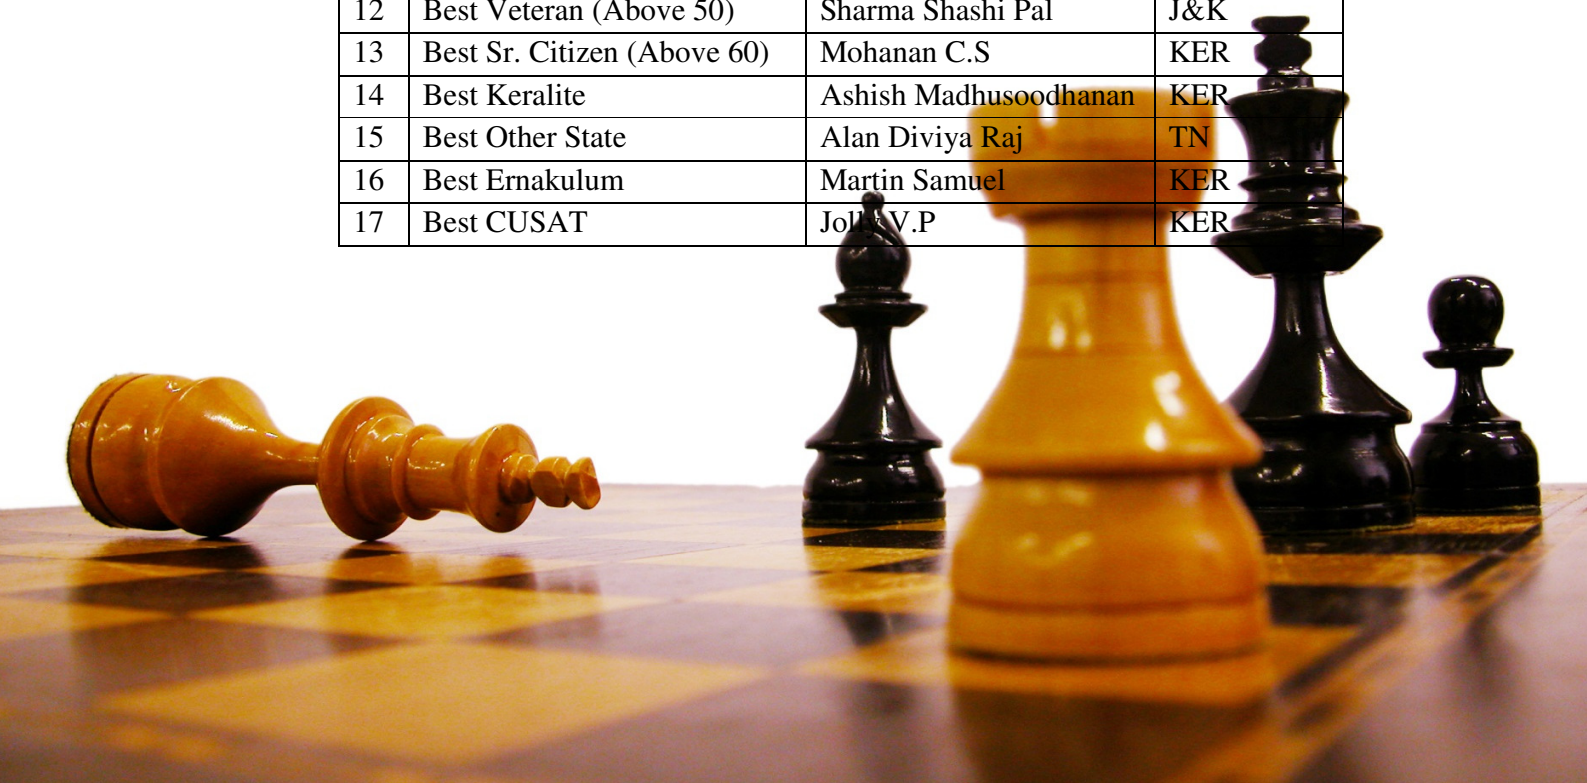 12 Best Veteran (Above 50) Sharma Shashi Pal J&K
13 Best Sr. Citizen (Above 60) Mohanan C.S KER
14 Best Keralite Ashish Madhusoodhanan KER
15 Best Other State Alan Diviya Raj TN
16 Best Ernakulum Martin Samuel KER
17 Best CUSAT Jolly V.P KER